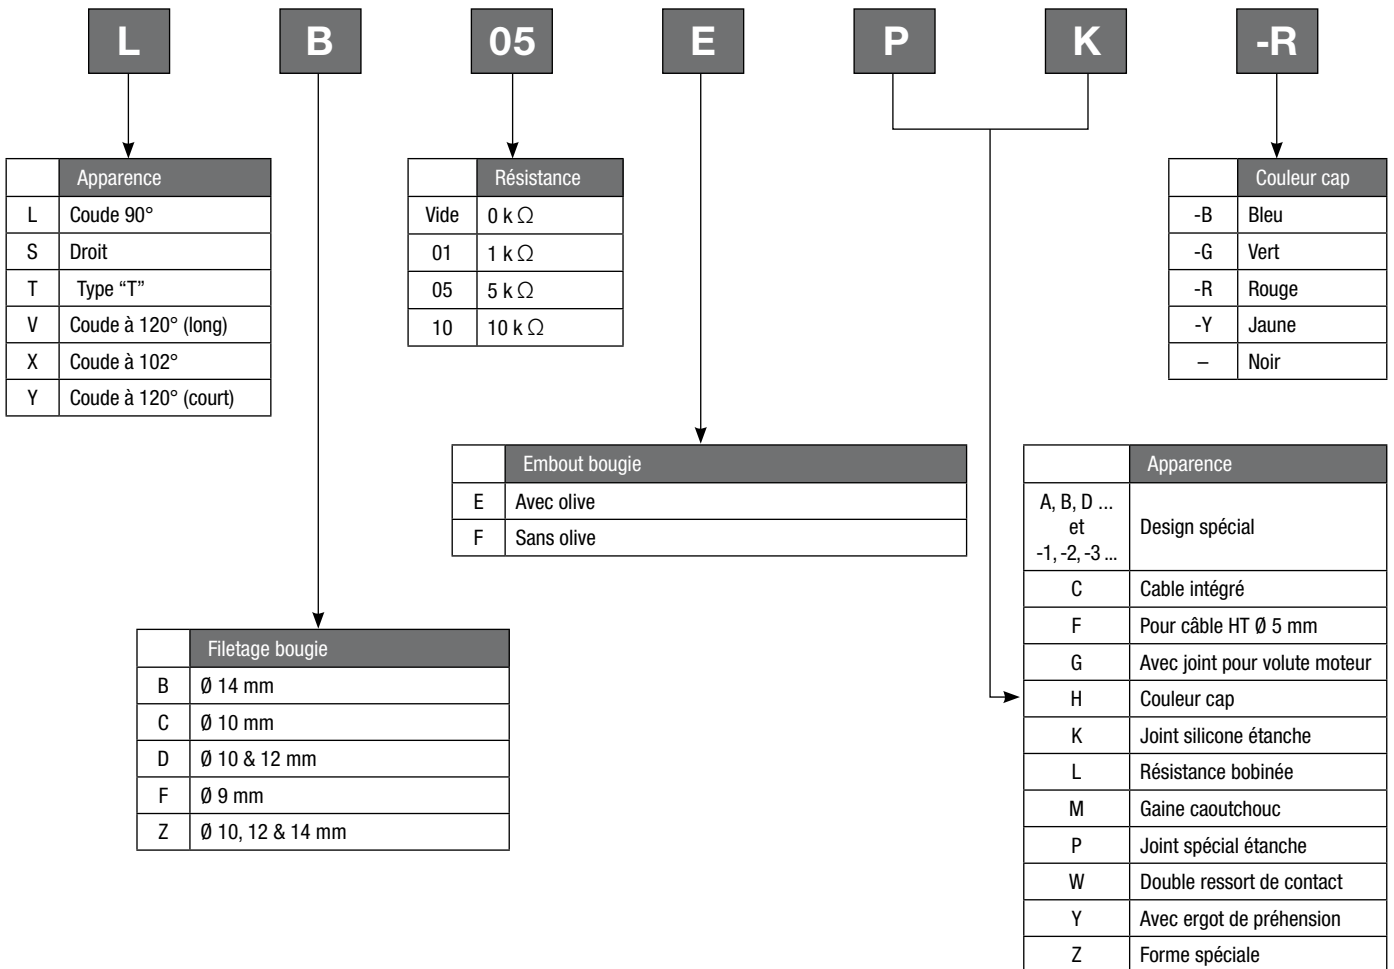 L B 05 E P K -R
Apparence
L Coude 90°
S Droit
T Type “T”
V Coude à 120° (long)
X Coude à 102°
Y Coude à 120° (court)
Résistance
Vide 0 k Ω
01 1 k Ω
05 5 k Ω
10 10 k Ω
Couleur cap
-B Bleu
-G Vert
-R Rouge
-Y Jaune
– Noir
Embout bougie
E Avec olive
F Sans olive
Filetage bougie
B Ø 14 mm
C Ø 10 mm
D Ø 10 & 12 mm
F Ø 9 mm
Z Ø 10, 12 & 14 mm
Apparence
A, B, D ...
et
-1, -2, -3 ...
Design spécial
C Cable intégré
F Pour câble HT Ø 5 mm
G Avec joint pour volute moteur
H Couleur cap
K Joint silicone étanche
L Résistance bobinée
M Gaine caoutchouc
P Joint spécial étanche
W Double ressort de contact
Y Avec ergot de préhension
Z Forme spéciale